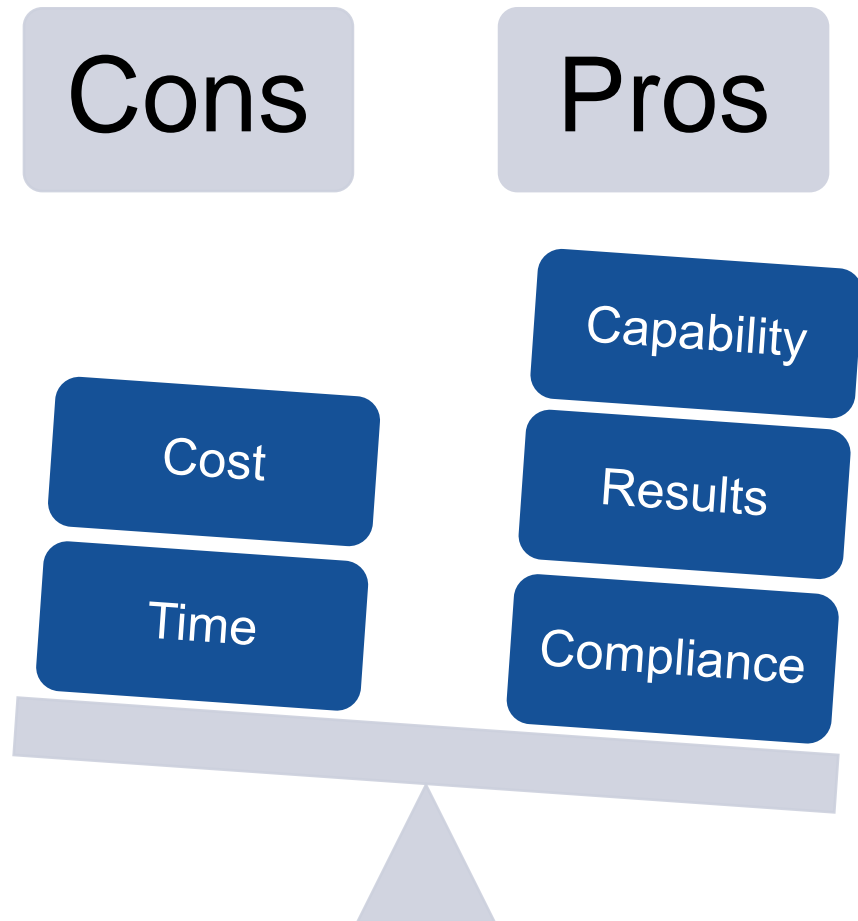 Cons
Pros
Cost
Time
Capability
Results
Compliance